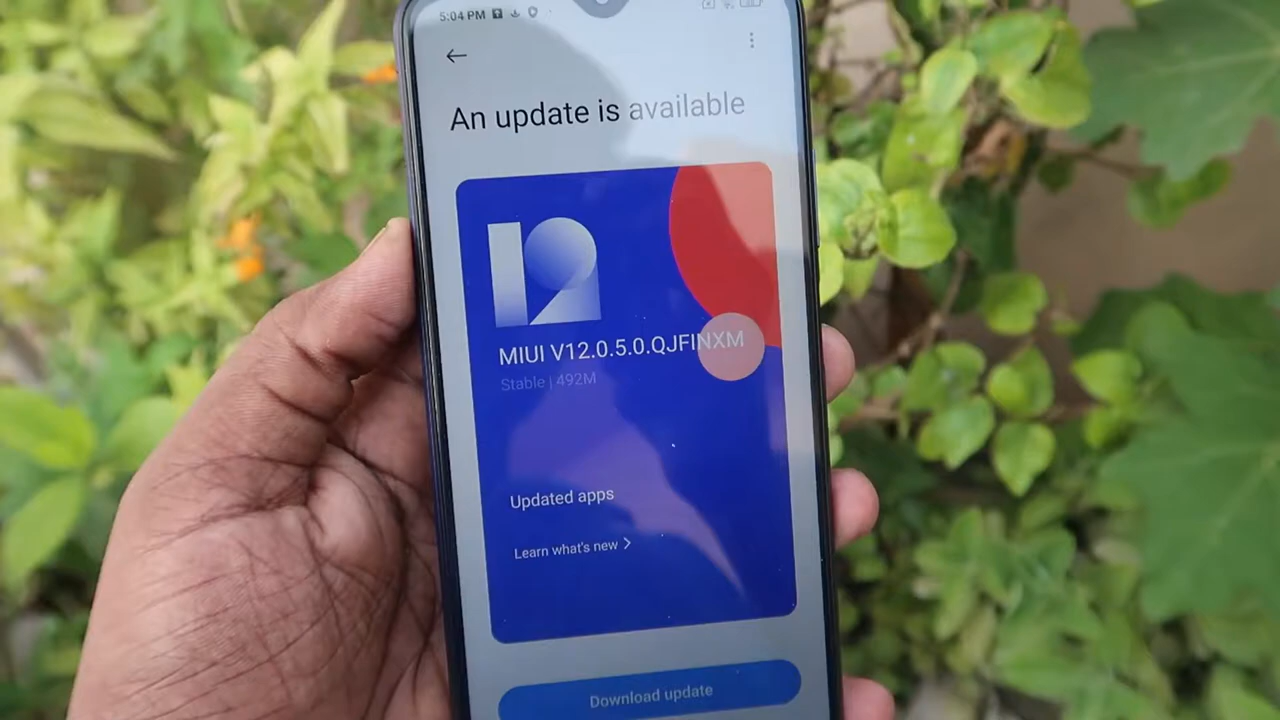 5:04 PM
An update is available
12
MIUI V12.0.5.0.QJFINXM
Stable | 492M
Updated apps
Learn what's new >
Download update